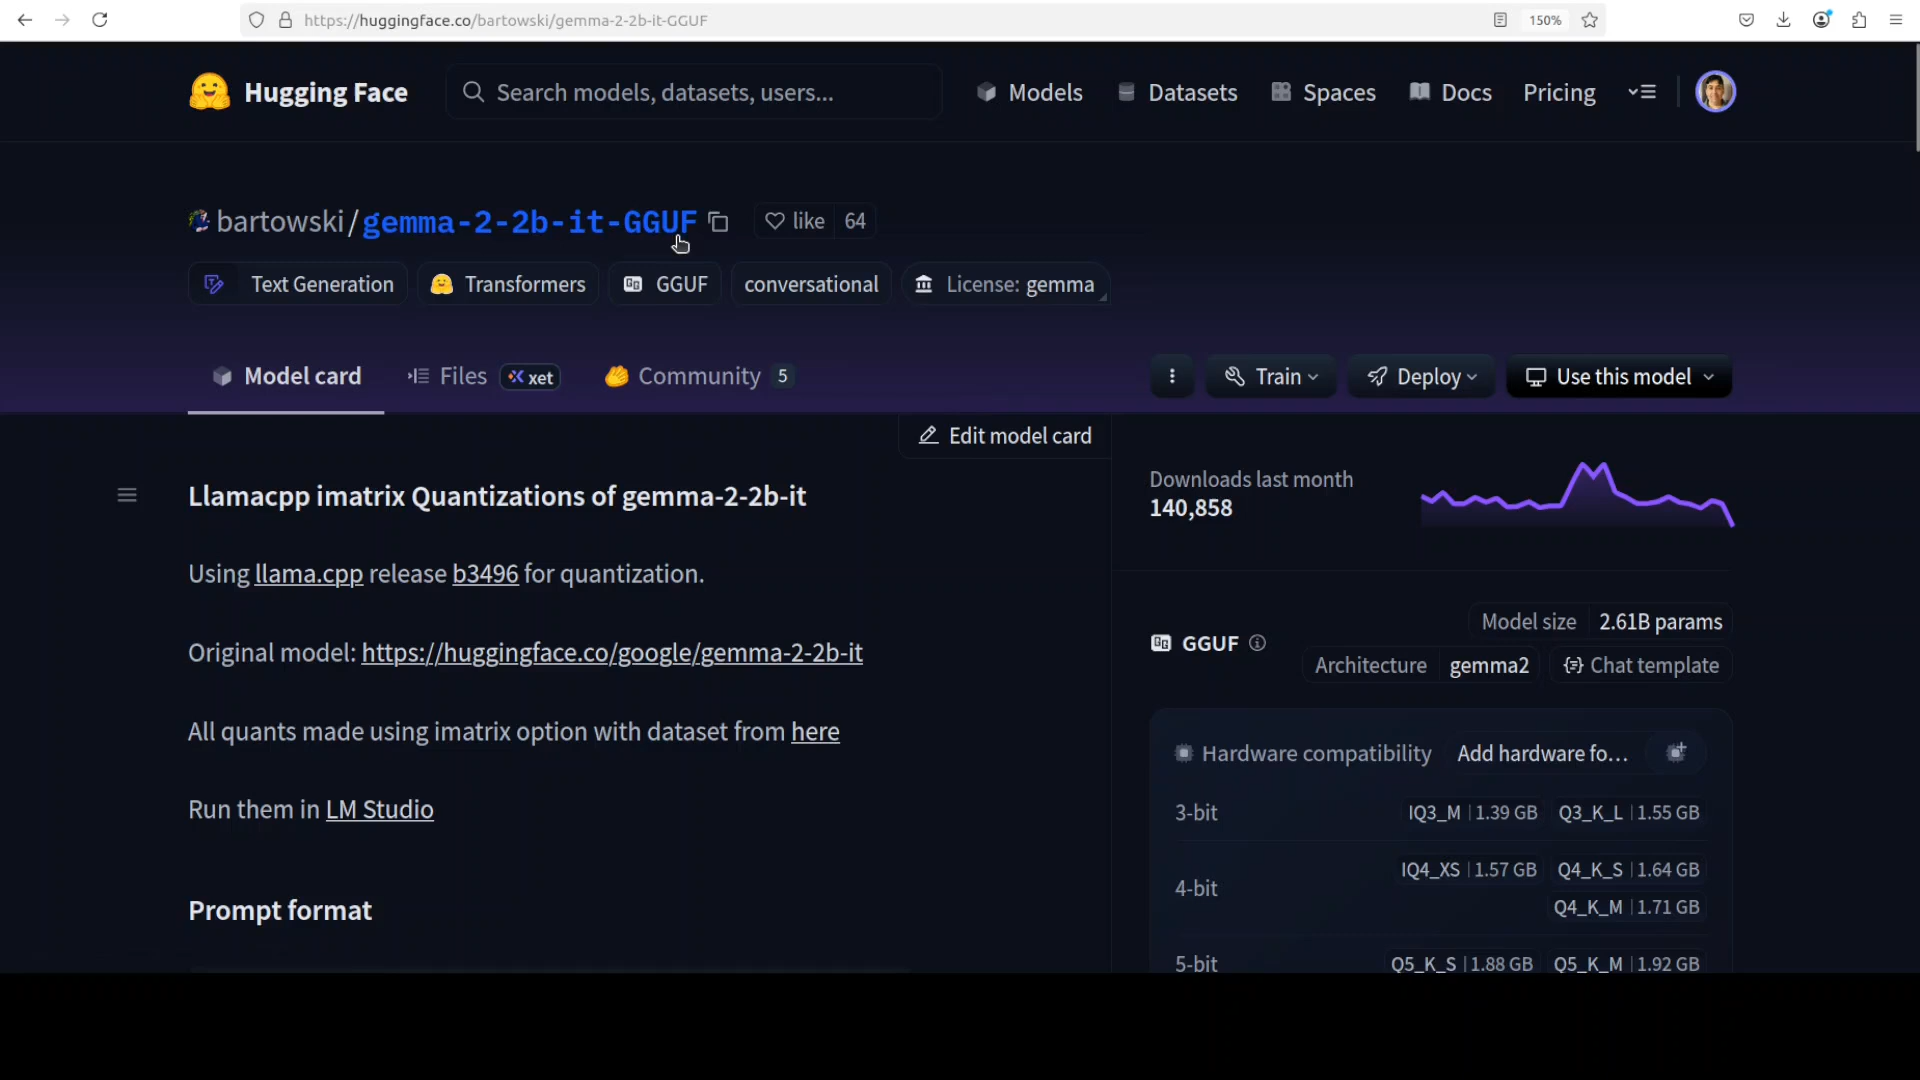 https://huggingface.co/bartowski/gemma-2-2b-it-GGUF
150%
Hugging Face
Search models, datasets, users...
Models
Datasets
Spaces
Docs
Pricing
bartowski/gemma-2-2b-it-GGUF
like 64
Text Generation
Transformers
GGUF
conversational
License: gemma
Model card
Files
xet
Community 5
Train
Deploy
Use this model
Edit model card
Llamacpp imatrix Quantizations of gemma-2-2b-it
Using llama.cpp release b3496 for quantization.
Original model: https://huggingface.co/google/gemma-2-2b-it
All quants made using imatrix option with dataset from here
Run them in LM Studio
Prompt format
Downloads last month
140,858
GGUF
Model size 2.61B params
Architecture gemma2
Chat template
Hardware compatibility
Add hardware fo...
3-bit
IQ3_M 1.39 GB
Q3_K_L 1.55 GB
4-bit
IQ4_XS 1.57 GB
Q4_K_S 1.64 GB
Q4_K_M 1.71 GB
5-bit
Q5_K_S 1.88 GB
Q5_K_M 1.92 GB